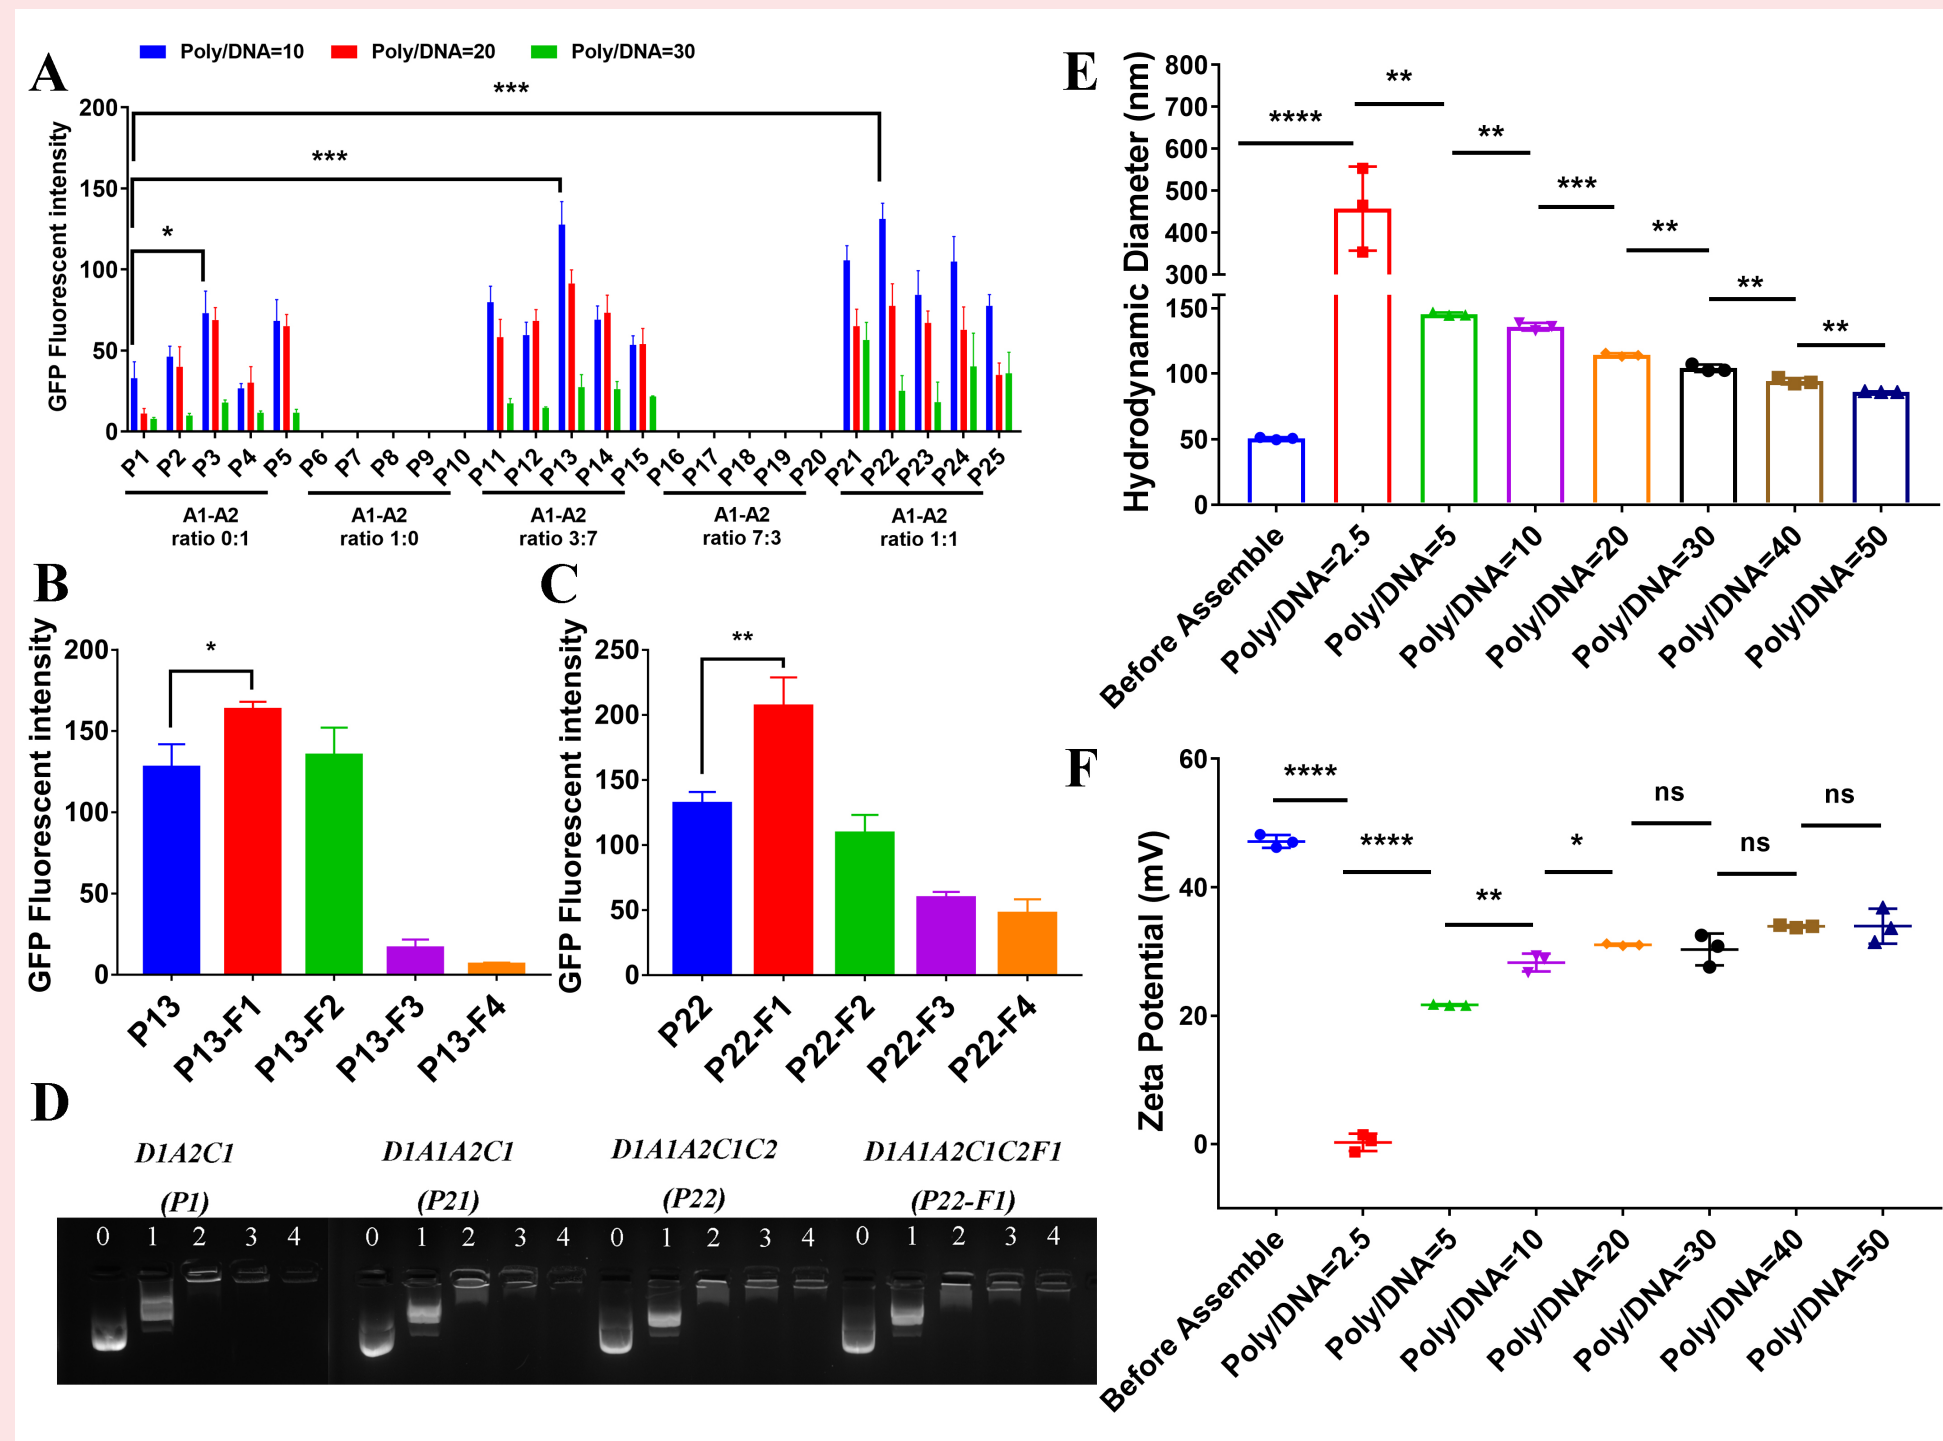 A
Poly/DNA=10 Poly/DNA=20 Poly/DNA=30
GFP Fluorescent intensity
200
150
100
50
0
***
***
*
P1 P2 P3 P4 P5 P6 P7 P8 P9 P10 P11 P12 P13 P14 P15 P16 P17 P18 P19 P20 P21 P22 P23 P24 P25
A1-A2 A1-A2 A1-A2 A1-A2 A1-A2
ratio 0:1 ratio 1:0 ratio 3:7 ratio 7:3 ratio 1:1
B
GFP Fluorescent intensity
200
150
100
50
0
*
P13 P13-F1 P13-F2 P13-F3 P13-F4
C
GFP Fluorescent intensity
250
200
150
100
50
0
**
P22 P22-F1 P22-F2 P22-F3 P22-F4
D
D1A2C1 D1A1A2C1 D1A1A2C1C2 D1A1A2C1C2F1
(P1) (P21) (P22) (P22-F1)
0 1 2 3 4 0 1 2 3 4 0 1 2 3 4 0 1 2 3 4
E
Hydrodynamic Diameter (nm)
800
700
600
500
400
300
150
100
50
0
**** ** ** *** ** ** **
Before Assemble Poly/DNA=2.5 Poly/DNA=5 Poly/DNA=10 Poly/DNA=20 Poly/DNA=30 Poly/DNA=40 Poly/DNA=50
F
Zeta Potential (mV)
60
40
20
0
**** **** ** * ns ns ns
Before Assemble Poly/DNA=2.5 Poly/DNA=5 Poly/DNA=10 Poly/DNA=20 Poly/DNA=30 Poly/DNA=40 Poly/DNA=50